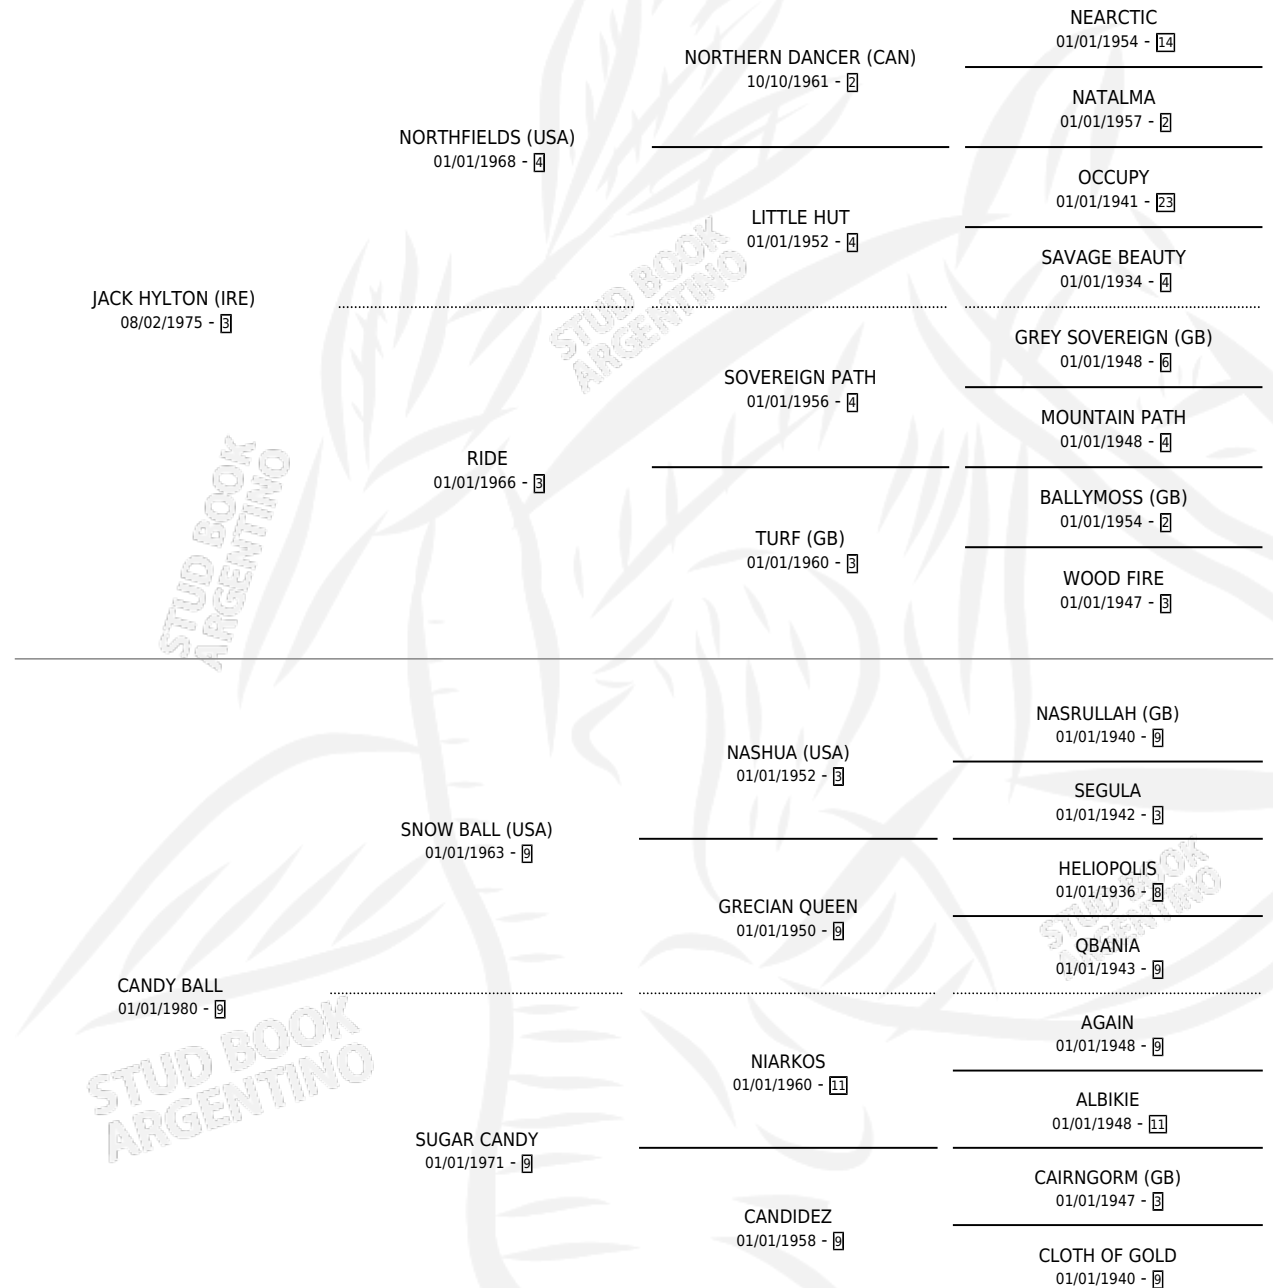 NEARCTIC
01/01/1954 - 14
NORTHERN DANCER (CAN)
10/10/1961 - 2
NATALMA
01/01/1957 - 2
NORTHFIELDS (USA)
01/01/1968 - 4
OCCUPY
01/01/1941 - 23
LITTLE HUT
01/01/1952 - 4
SAVAGE BEAUTY
01/01/1934 - 4
JACK HYLTON (IRE)
08/02/1975 - 3
GREY SOVEREIGN (GB)
01/01/1948 - 6
SOVEREIGN PATH
01/01/1956 - 4
MOUNTAIN PATH
01/01/1948 - 4
RIDE
01/01/1966 - 3
BALLYMOSS (GB)
01/01/1954 - 2
TURF (GB)
01/01/1960 - 3
WOOD FIRE
01/01/1947 - 3
NASRULLAH (GB)
01/01/1940 - 9
NASHUA (USA)
01/01/1952 - 3
SEGULA
01/01/1942 - 3
SNOW BALL (USA)
01/01/1963 - 9
HELIOPOLIS
01/01/1936 - 8
GRECIAN QUEEN
01/01/1950 - 9
QBANIA
01/01/1943 - 9
CANDY BALL
01/01/1980 - 9
AGAIN
01/01/1948 - 9
NIARKOS
01/01/1960 - 11
ALBIKIE
01/01/1948 - 11
SUGAR CANDY
01/01/1971 - 9
CAIRNGORM (GB)
01/01/1947 - 3
CANDIDEZ
01/01/1958 - 9
CLOTH OF GOLD
01/01/1940 - 9
STUD BOOK
ARGENTINO
STUD BOOK
ARGENTINO
STUD BOOK
ARGENTINO
STUD BOOK
ARGENTINO